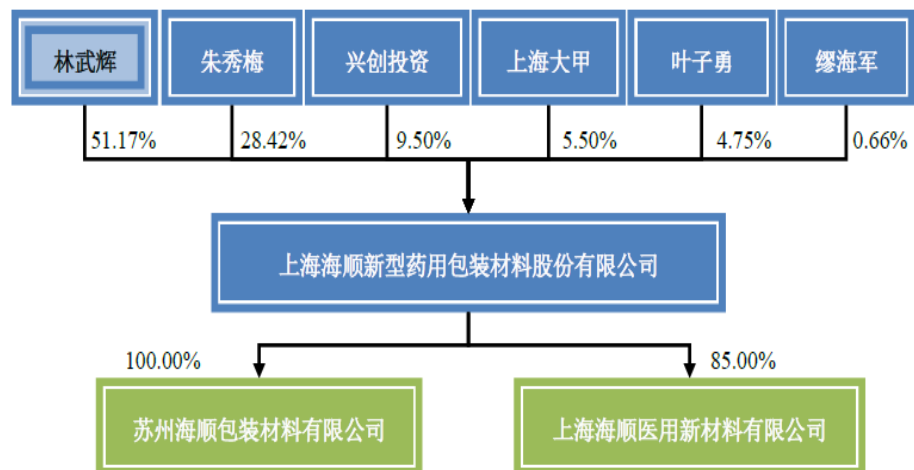 林武辉
朱秀梅
兴创投资
上海大甲
叶子勇
缪海军
51.17%
28.42%
9.50%
5.50%
4.75%
0.66%
上海海顺新型药用包装材料股份有限公司
100.00%
85.00%
苏州海顺包装材料有限公司
上海海顺医用新材料有限公司